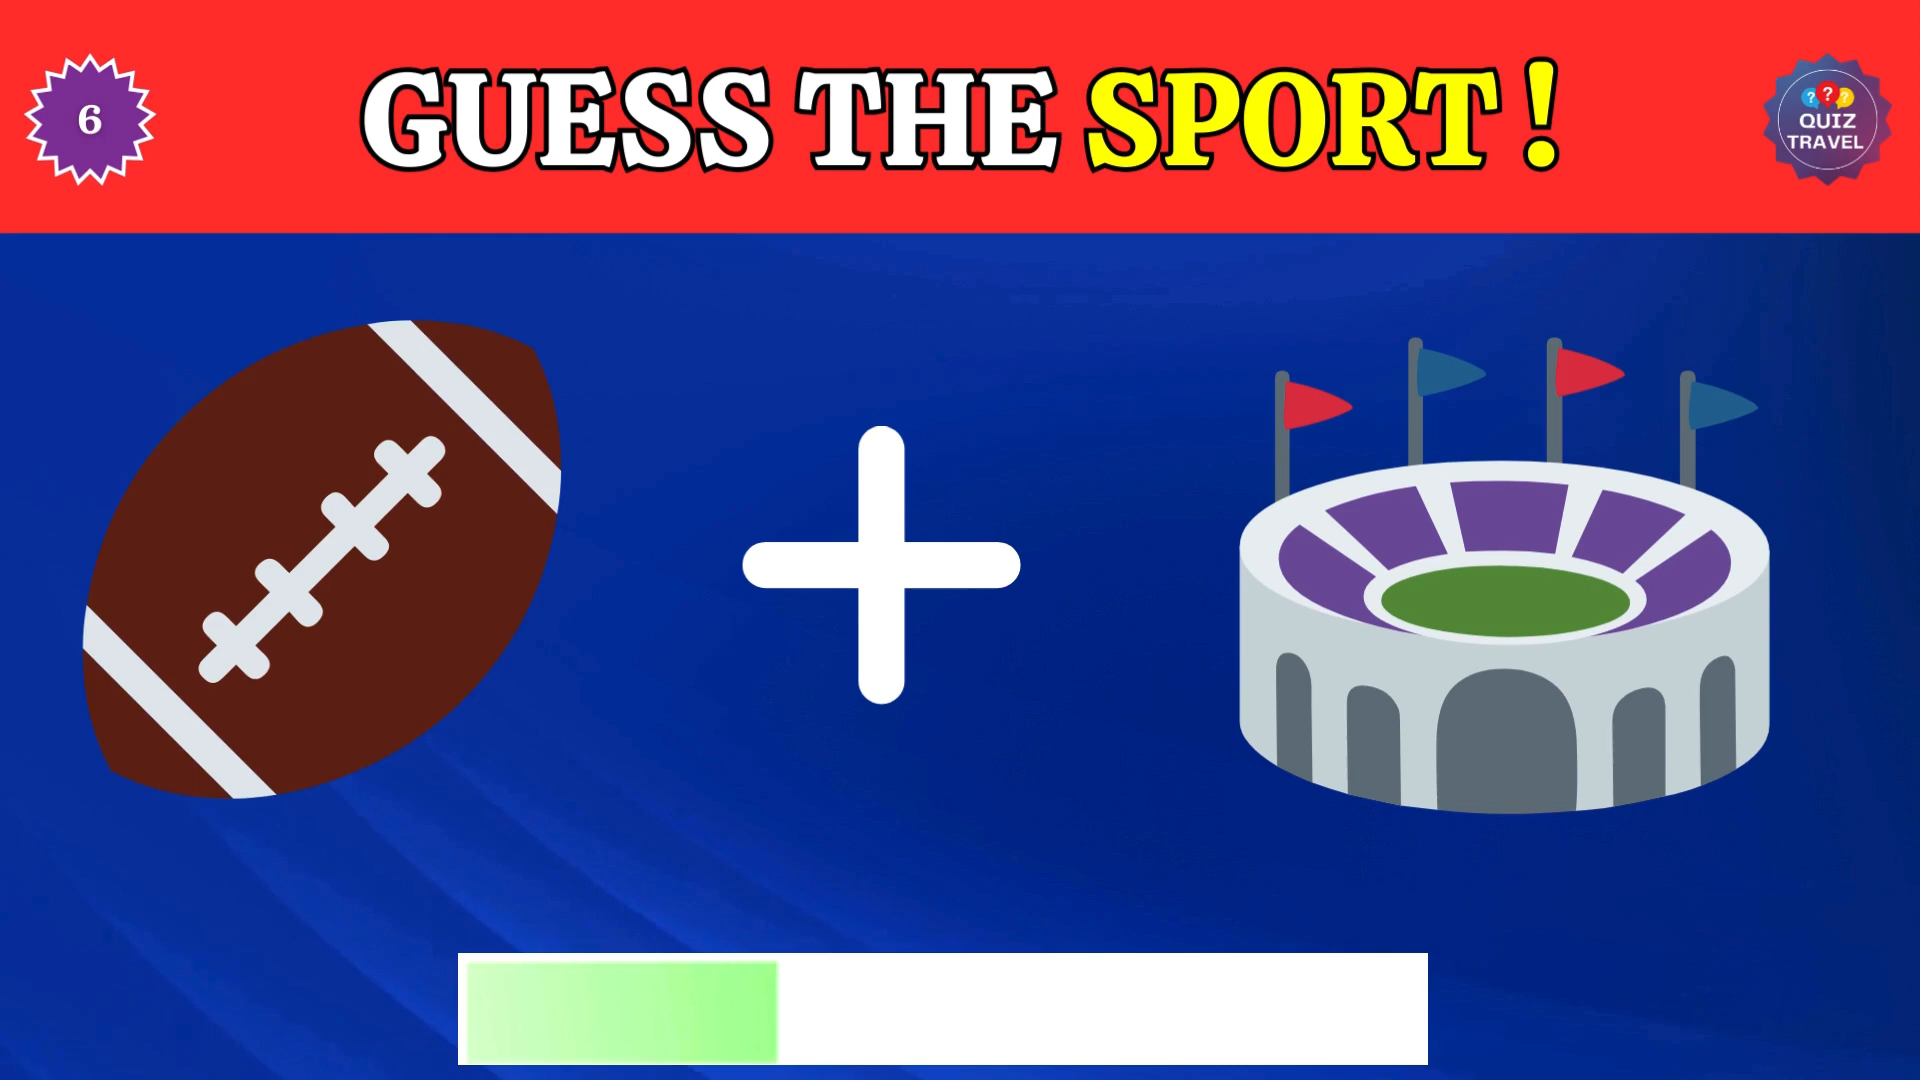 6
GUESS THE SPORT!
? ? ?
QUIZ
TRAVEL